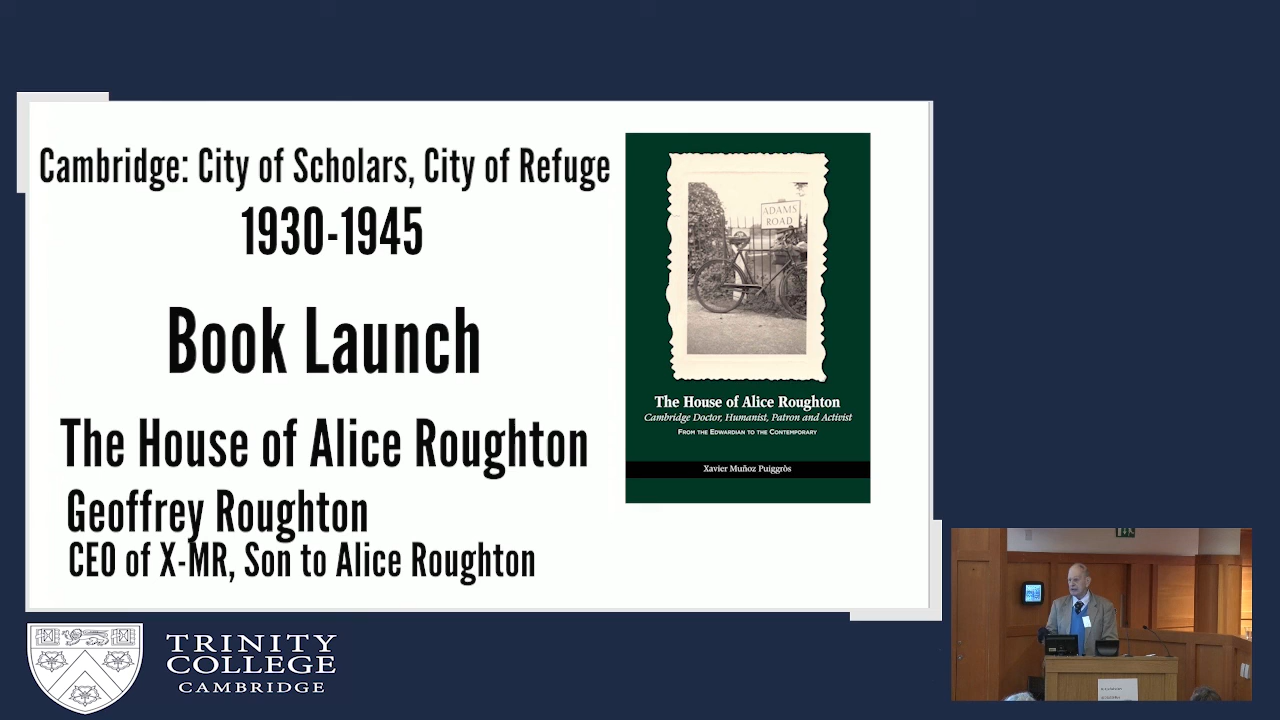 Cambridge: City of Scholars, City of Refuge
1930-1945
Book Launch
The House of Alice Roughton
Geoffrey Roughton
CEO of X-MR, Son to Alice Roughton
ADAMS
ROAD
The House of Alice Roughton
Cambridge Doctor, Humanist, Patron and Activist
From the Edwardian to the Contemporary
Xavier Muñoz Puiggròs
TRINITY
COLLEGE
CAMBRIDGE